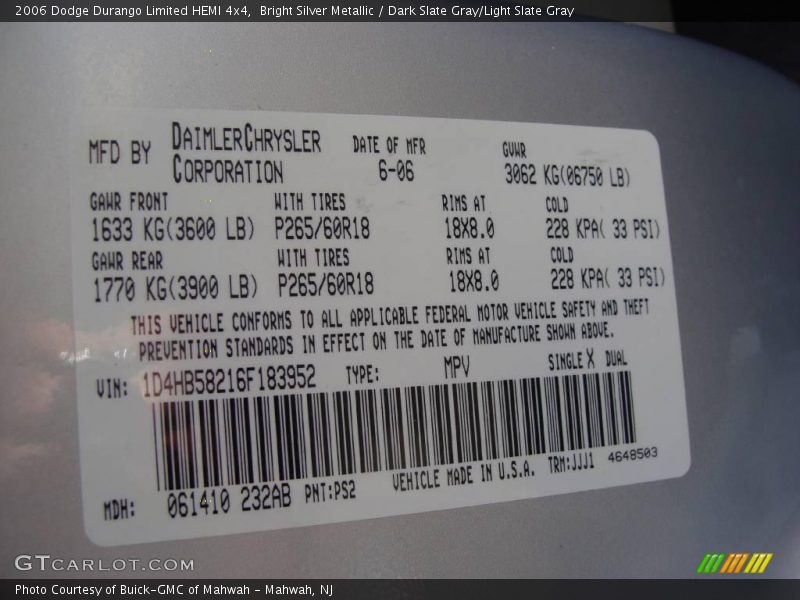 2006 Dodge Durango Limited HEMI 4x4,  Bright Silver Metallic / Dark Slate Gray/Light Slate Gray
MFD BY DAIMLERCHRYSLER CORPORATION DATE OF MFR 6-06 GVWR 3062 KG(06750 LB)
GAWR FRONT WITH TIRES RIMS AT COLD
1633 KG(3600 LB) P265/60R18 18X8.0 228 KPA( 33 PSI)
GAWR REAR WITH TIRES RIMS AT COLD
1770 KG(3900 LB) P265/60R18 18X8.0 228 KPA( 33 PSI)
THIS VEHICLE CONFORMS TO ALL APPLICABLE FEDERAL MOTOR VEHICLE SAFETY AND THEFT
PREVENTION STANDARDS IN EFFECT ON THE DATE OF MANUFACTURE SHOWN ABOVE.
VIN: 1D4HB58216F183952 TYPE: MPV SINGLE X DUAL
MDH: 061410 232AB PNT:PS2 VEHICLE MADE IN U.S.A. TRM:JJJ1 4648503
GTCARLOT.COM
Photo Courtesy of Buick-GMC of Mahwah - Mahwah, NJ